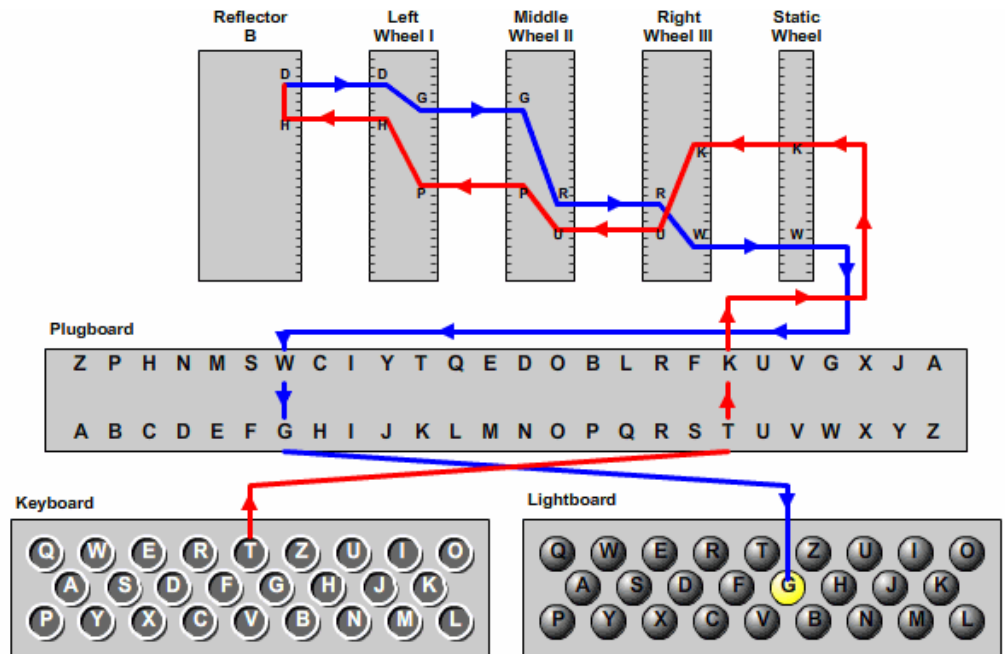 Reflector B
Left Wheel I
Middle Wheel II
Right Wheel III
Static Wheel
D D
G G
H H
K K
P P
R R
U U
W W
Plugboard
Z P H N M S W C I Y T Q E D O B L R F K U V G X J A
A B C D E F G H I J K L M N O P Q R S T U V W X Y Z
Keyboard
Q W E R T Z U I O
A S D F G H J K
P Y X C V B N M L
Lightboard
Q W E R T Z U I O
A S D F G H J K
P Y X C V B N M L